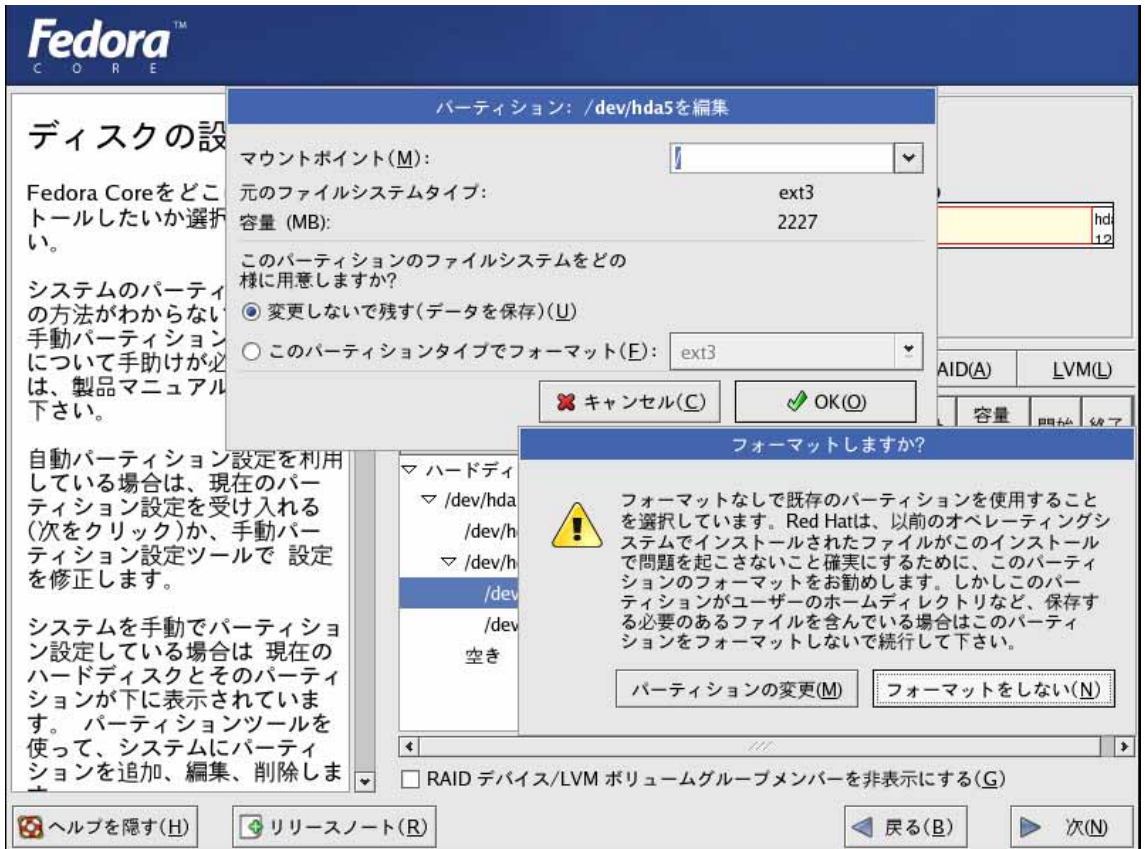 Fedora™
CORE
ディスクの設
Fedora Coreをどこ
トールしたいか選択
い。
システムのパーティ
の方法がわからない
手動パーティション
について手助けが必
は、製品マニュアル
下さい。
自動パーティション設定を利用
している場合は、現在のパー
ティション設定を受け入れる
(次をクリック)か、手動パー
ティション設定ツールで 設定
を修正します。
システムを手動でパーティショ
ン設定している場合は 現在の
ハードディスクとそのパーティ
ションが下に表示されていま
す。 パーティションツールを
使って、システムにパーティ
ションを追加、編集、削除しま
パーティション: /dev/hda5を編集
マウントポイント(M): /
元のファイルシステムタイプ: ext3
容量 (MB): 2227
このパーティションのファイルシステムをどの
様に用意しますか?
変更しないで残す(データを保存)(U)
このパーティションタイプでフォーマット(F): ext3
キャンセル(C) OK(O)
hda
12
AID(A) LVM(L)
容量 開始 終了
ハードディ
/dev/hda
/dev/h
/dev/h
/dev
/dev
空き
フォーマットしますか?
フォーマットなしで既存のパーティションを使用すること
を選択しています。Red Hatは、以前のオペレーティングシ
ステムでインストールされたファイルがこのインストール
で問題を起こさないこと確実にするために、このパーティ
ションのフォーマットをお勧めします。しかしこのパー
ティションがユーザーのホームディレクトリなど、保存す
る必要のあるファイルを含んでいる場合はこのパーティ
ションをフォーマットしないで続行して下さい。
パーティションの変更(M) フォーマットをしない(N)
RAID デバイス/LVM ボリュームグループメンバーを非表示にする(G)
ヘルプを隠す(H) リリースノート(R) 戻る(B) 次(N)